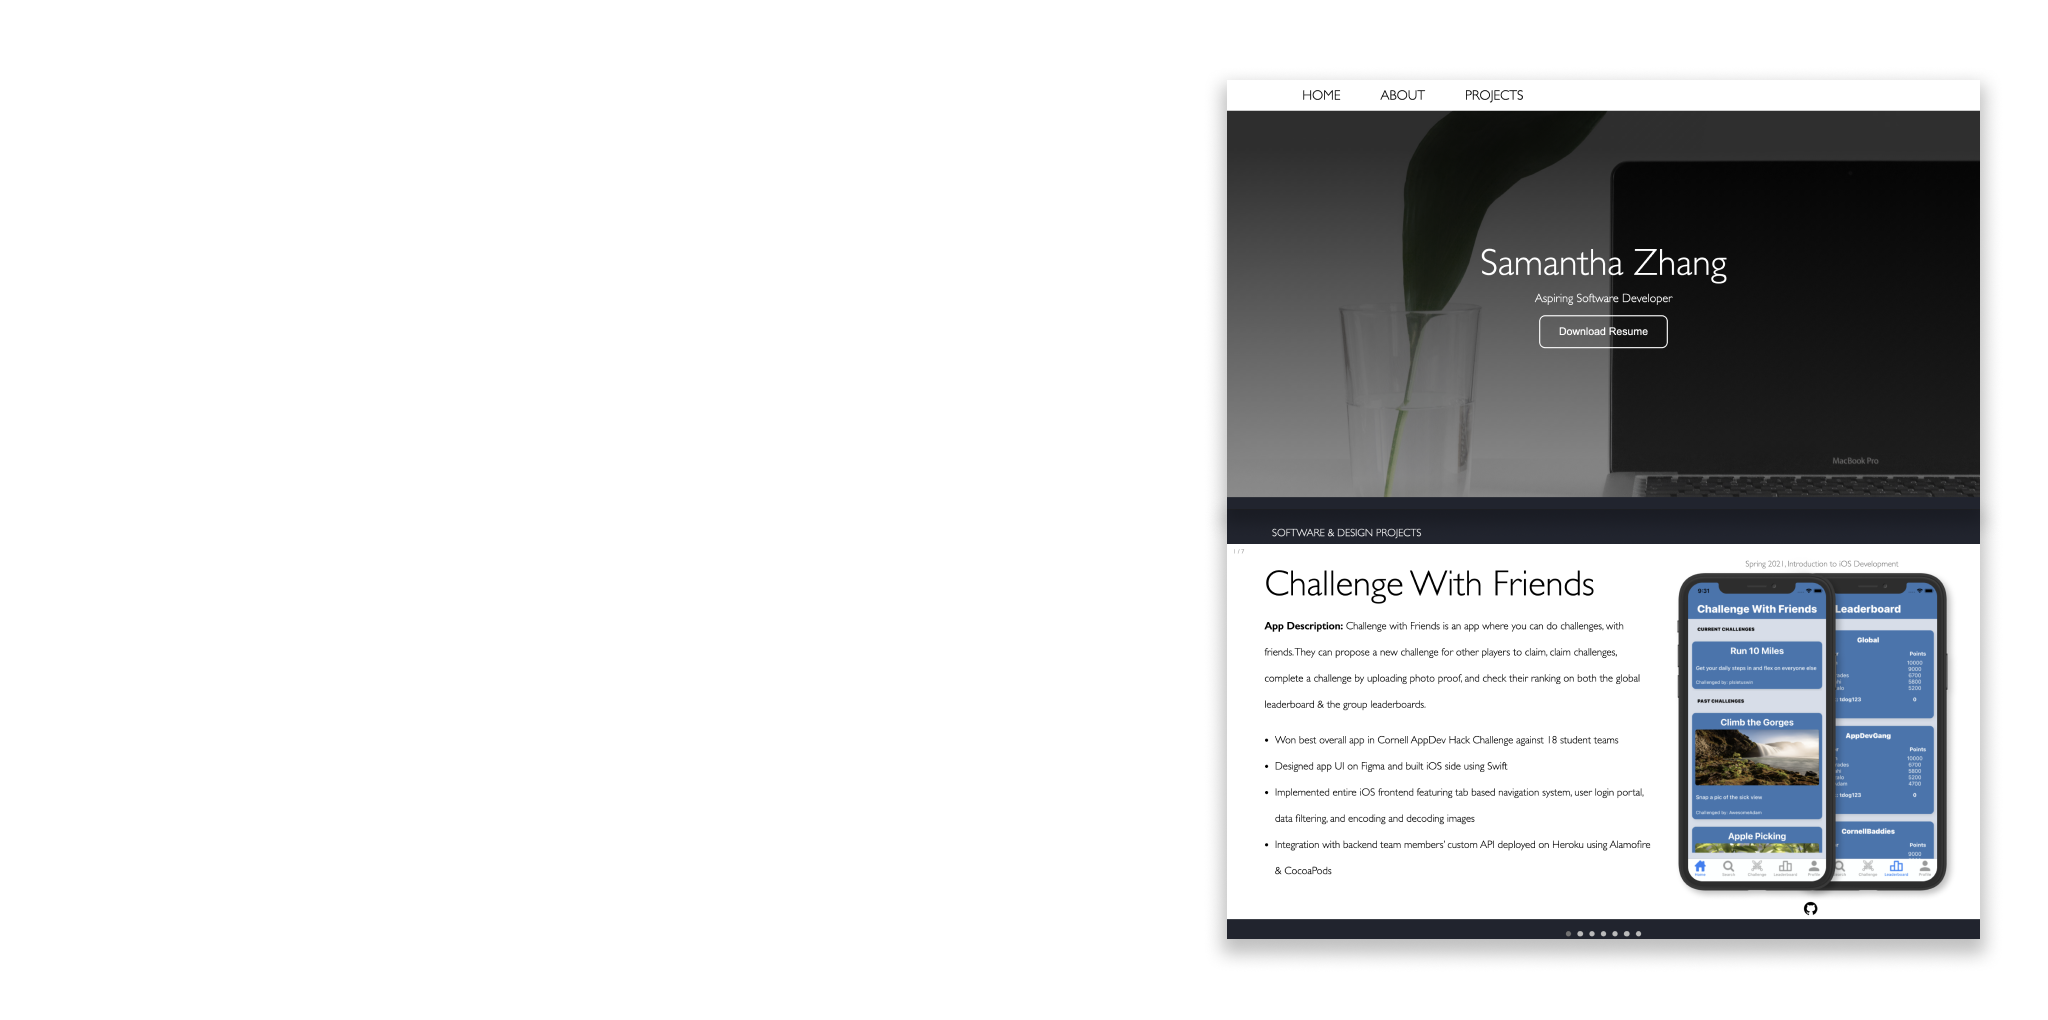 HOME ABOUT PROJECTS
Samantha Zhang
Aspiring Software Developer
Download Resume
MacBook Pro
SOFTWARE & DESIGN PROJECTS
1 / 7
Spring 2021, Introduction to iOS Development
Challenge With Friends
App Description: Challenge with Friends is an app where you can do challenges, with
friends. They can propose a new challenge for other players to claim, claim challenges,
complete a challenge by uploading photo proof, and check their ranking on both the global
leaderboard & the group leaderboards.
• Won best overall app in Cornell AppDev Hack Challenge against 18 student teams
• Designed app UI on Figma and built iOS side using Swift
• Implemented entire iOS frontend featuring tab based navigation system, user login portal,
data filtering, and encoding and decoding images
• Integration with backend team members' custom API deployed on Heroku using Alamofire
& CocoaPods
9:31
Challenge With Friends
CURRENT CHALLENGES
Run 10 Miles
Get your daily steps in and flex on everyone else
Challenged by:
PAST CHALLENGES
Climb the Gorges
Snap a pic of the sick view
Challenged by:
Apple Picking
Home Search Challenge Leaderboard Profile
Leaderboard
Global
Points
10000
9000
6700
5800
5200
: tdog123 0
AppDevGang
Points
10000
6700
5800
5200
4700
: tdog123 0
CornellBaddies
Points
9000
Challenge Leaderboard Profile